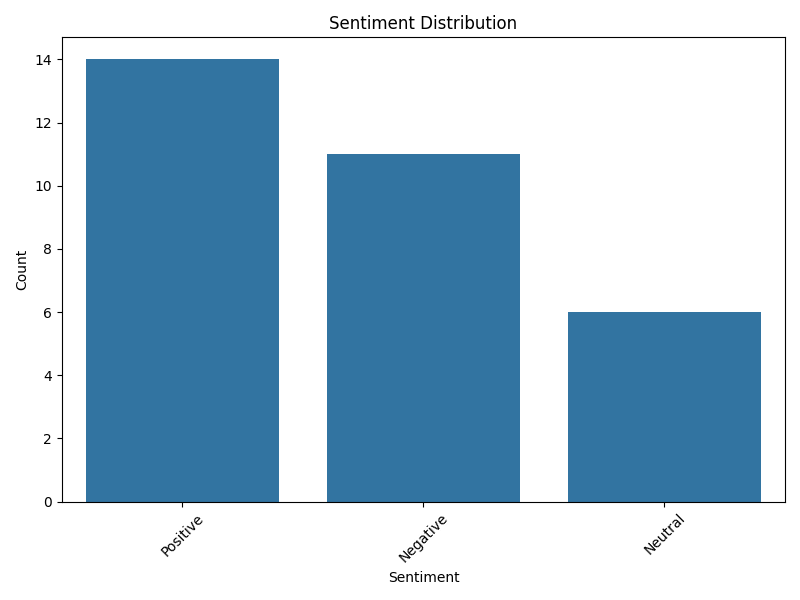 Sentiment Distribution
Count
14
12
10
8
6
4
2
0
Positive
Negative
Neutral
Sentiment